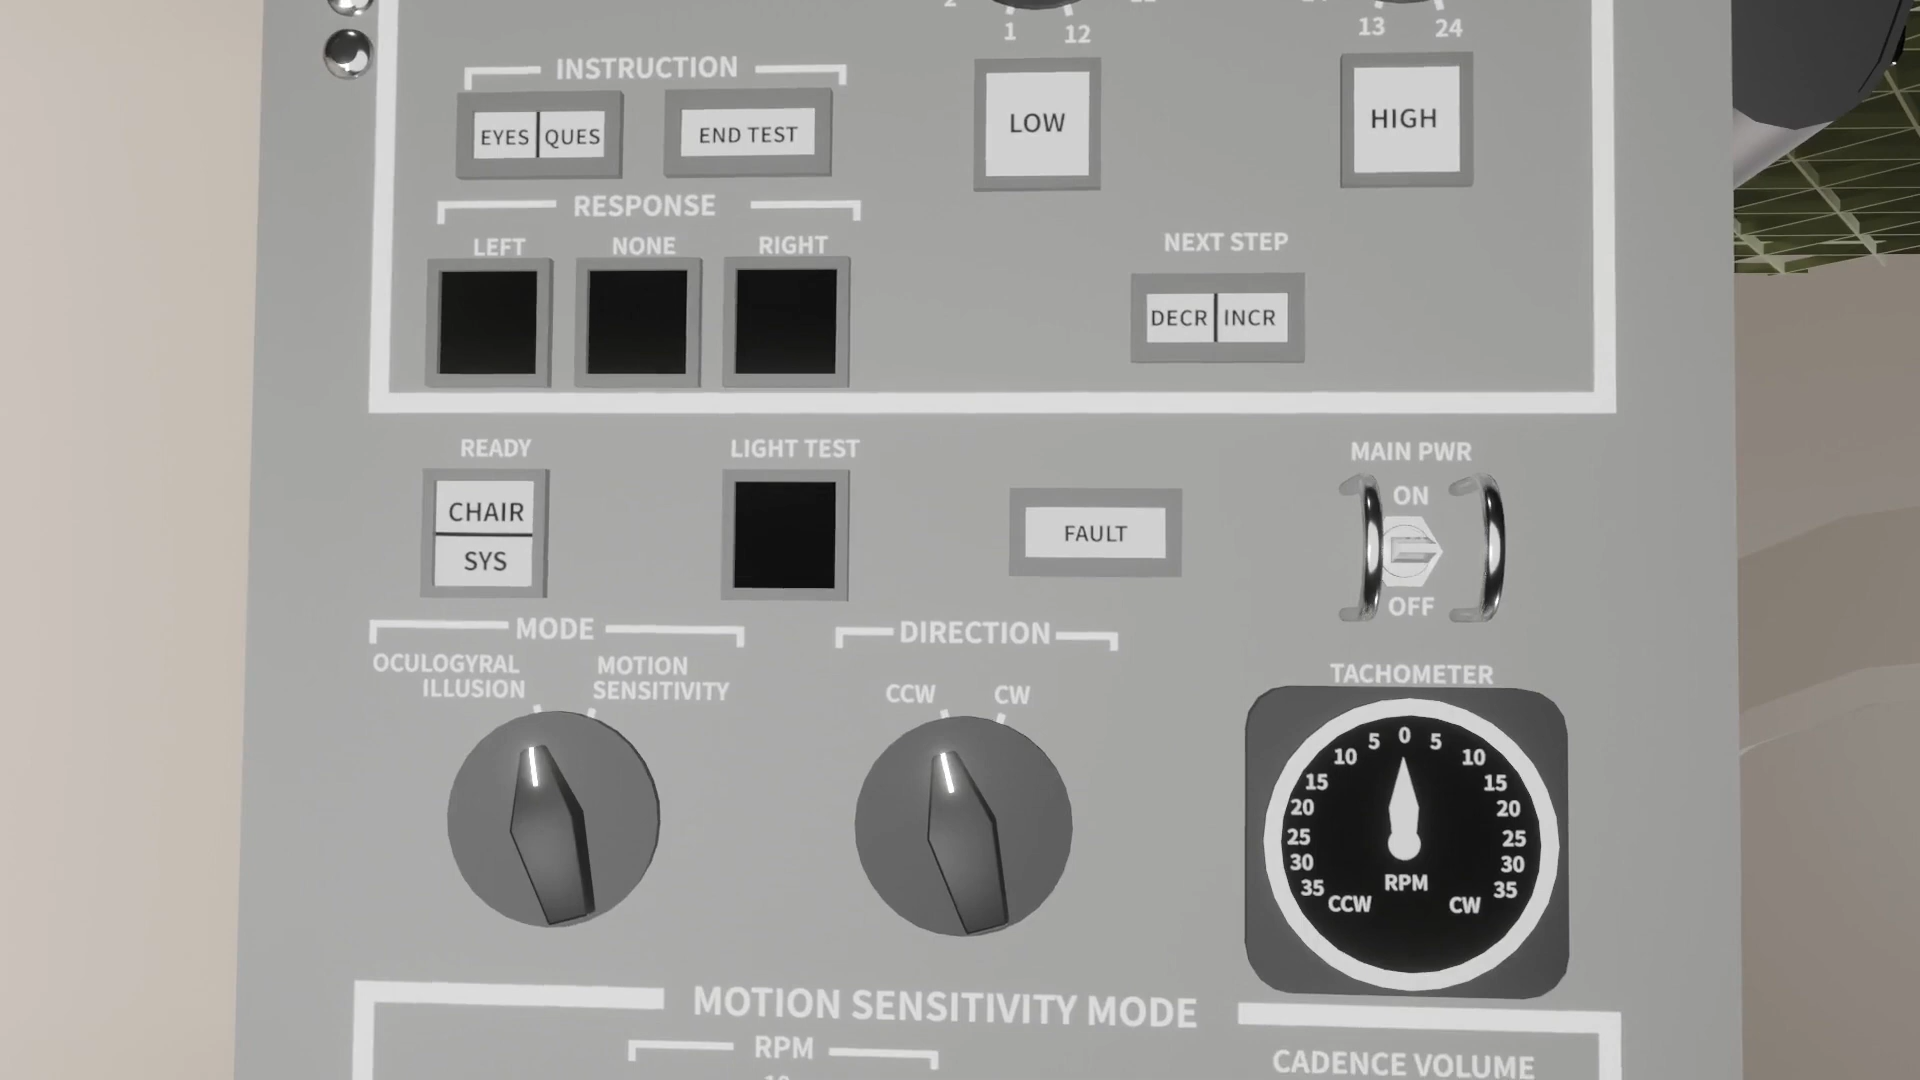 1 12
13 24
INSTRUCTION
EYES QUES
END TEST
LOW
HIGH
RESPONSE
LEFT NONE RIGHT
NEXT STEP
DECR INCR
READY
CHAIR
SYS
LIGHT TEST
FAULT
MAIN PWR
ON
OFF
MODE
OCULOGYRAL
ILLUSION
MOTION
SENSITIVITY
DIRECTION
CCW CW
TACHOMETER
35 30 25 20 15 10 5 0 5 10 15 20 25 30 35
RPM
CCW CW
MOTION SENSITIVITY MODE
RPM
CADENCE VOLUME